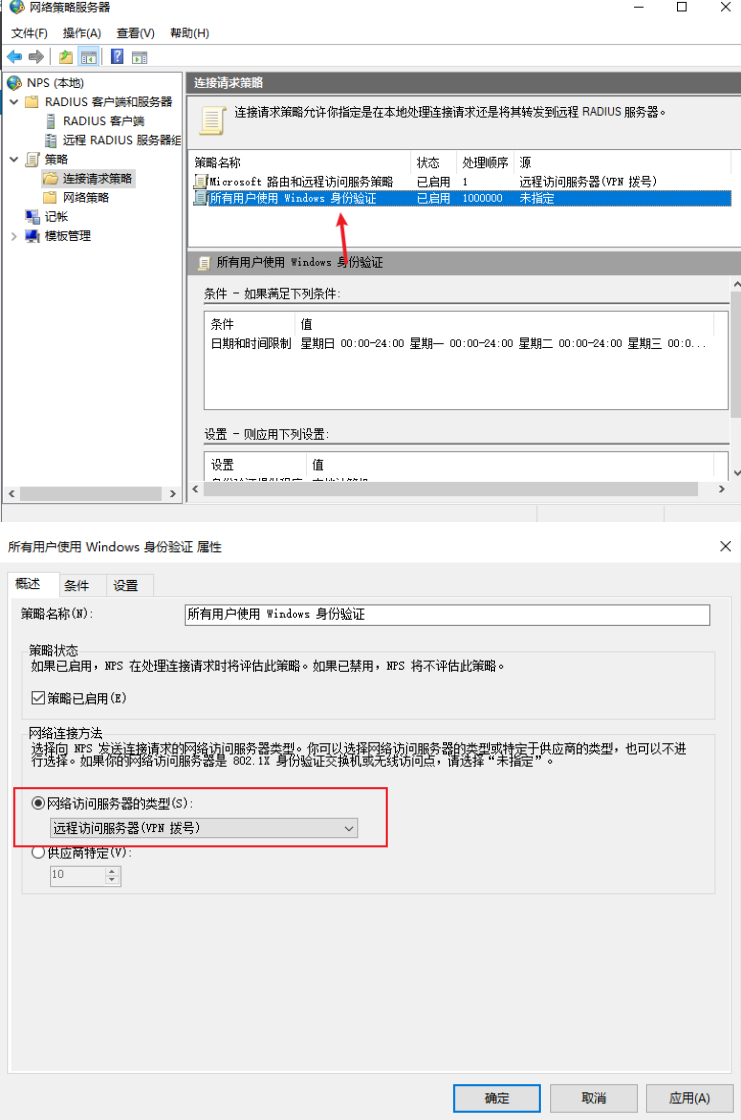 网络策略服务器
文件(F) 操作(A) 查看(V) 帮助(H)
NPS (本地)
RADIUS 客户端和服务器
RADIUS 客户端
远程 RADIUS 服务器组
策略
连接请求策略
网络策略
记帐
模板管理
连接请求策略
连接请求策略允许你指定是在本地处理连接请求还是将其转发到远程 RADIUS 服务器。
策略名称 状态 处理顺序 源
Microsoft 路由和远程访问服务策略 已启用 1 远程访问服务器(VPN 拨号)
所有用户使用 Windows 身份验证 已启用 1000000 未指定
所有用户使用 Windows 身份验证
条件 - 如果满足下列条件:
条件 值
日期和时间限制 星期日 00:00-24:00 星期一 00:00-24:00 星期二 00:00-24:00 星期三 00:0...
设置 - 则应用下列设置:
设置 值
所有用户使用 Windows 身份验证 属性
概述 条件 设置
策略名称(N): 所有用户使用 Windows 身份验证
策略状态
如果已启用，NPS 在处理连接请求时将评估此策略。如果已禁用，NPS 将不评估此策略。
策略已启用(E)
网络连接方法
选择向 NPS 发送连接请求的网络访问服务器类型。你可以选择网络访问服务器的类型或特定于供应商的类型，也可以不进
行选择。如果你的网络访问服务器是 802.1X 身份验证交换机或无线访问点，请选择“未指定”。
网络访问服务器的类型(S):
远程访问服务器(VPN 拨号)
供应商特定(V):
10
确定 取消 应用(A)